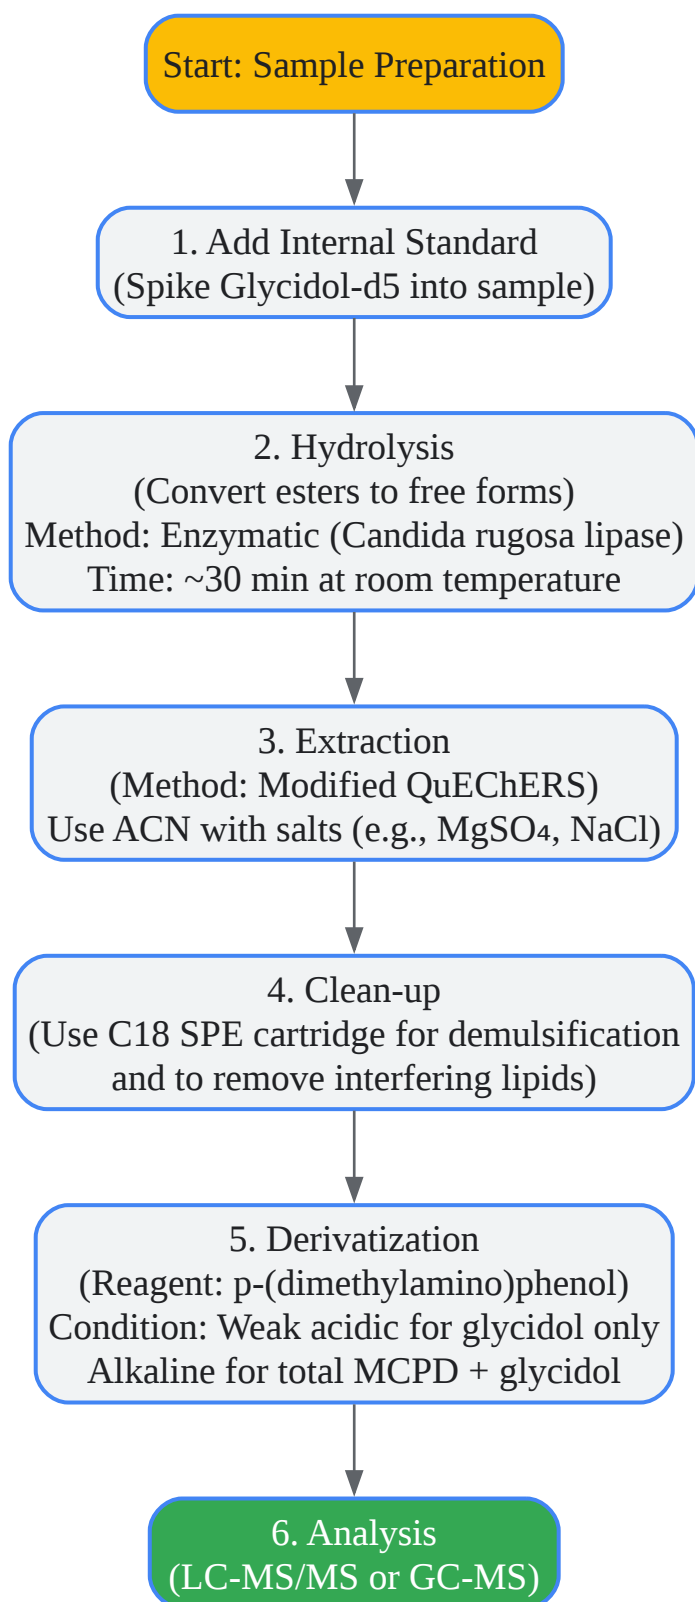 Start: Sample Preparation
1. Add Internal Standard
(Spike Glycidol-d5 into sample)
2. Hydrolysis
(Convert esters to free forms)
Method: Enzymatic (Candida rugosa lipase)
Time: ~30 min at room temperature
3. Extraction
(Method: Modified QuEChERS)
Use ACN with salts (e.g., MgSO₄, NaCl)
4. Clean-up
(Use C18 SPE cartridge for demulsification
and to remove interfering lipids)
5. Derivatization
(Reagent: p-(dimethylamino)phenol)
Condition: Weak acidic for glycidol only
Alkaline for total MCPD + glycidol
6. Analysis
(LC-MS/MS or GC-MS)